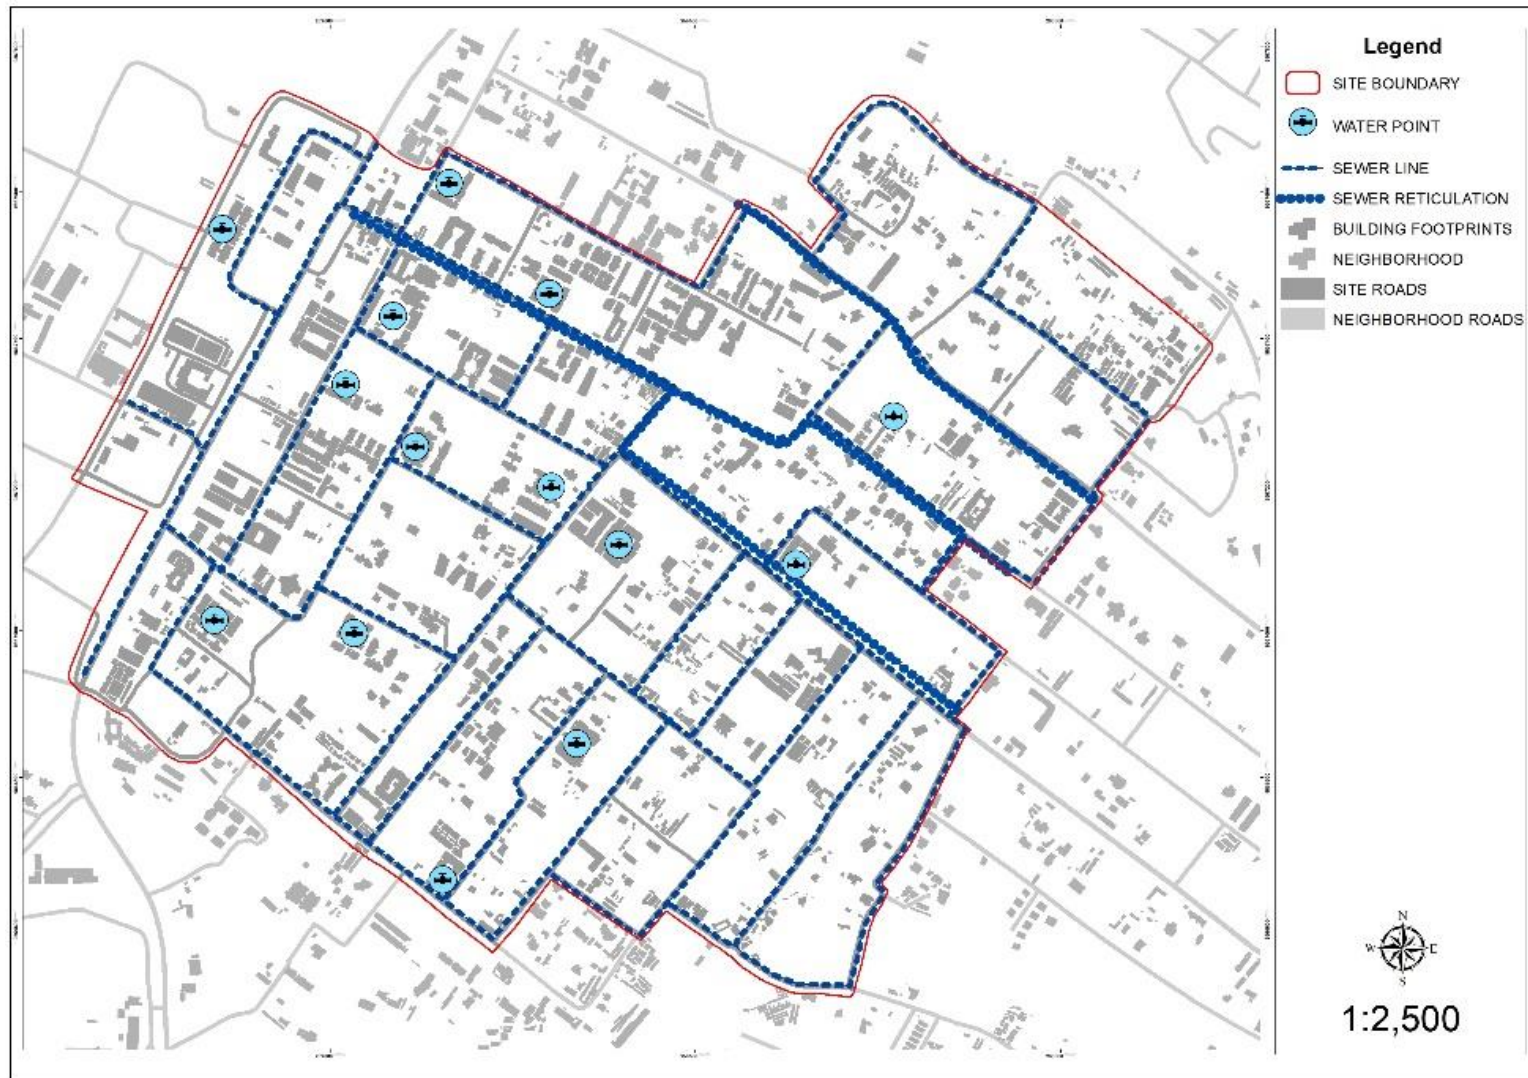 Legend
SITE BOUNDARY
WATER POINT
SEWER LINE
SEWER RETICULATION
BUILDING FOOTPRINTS
NEIGHBORHOOD
SITE ROADS
NEIGHBORHOOD ROADS
N
W E
S
1:2,500